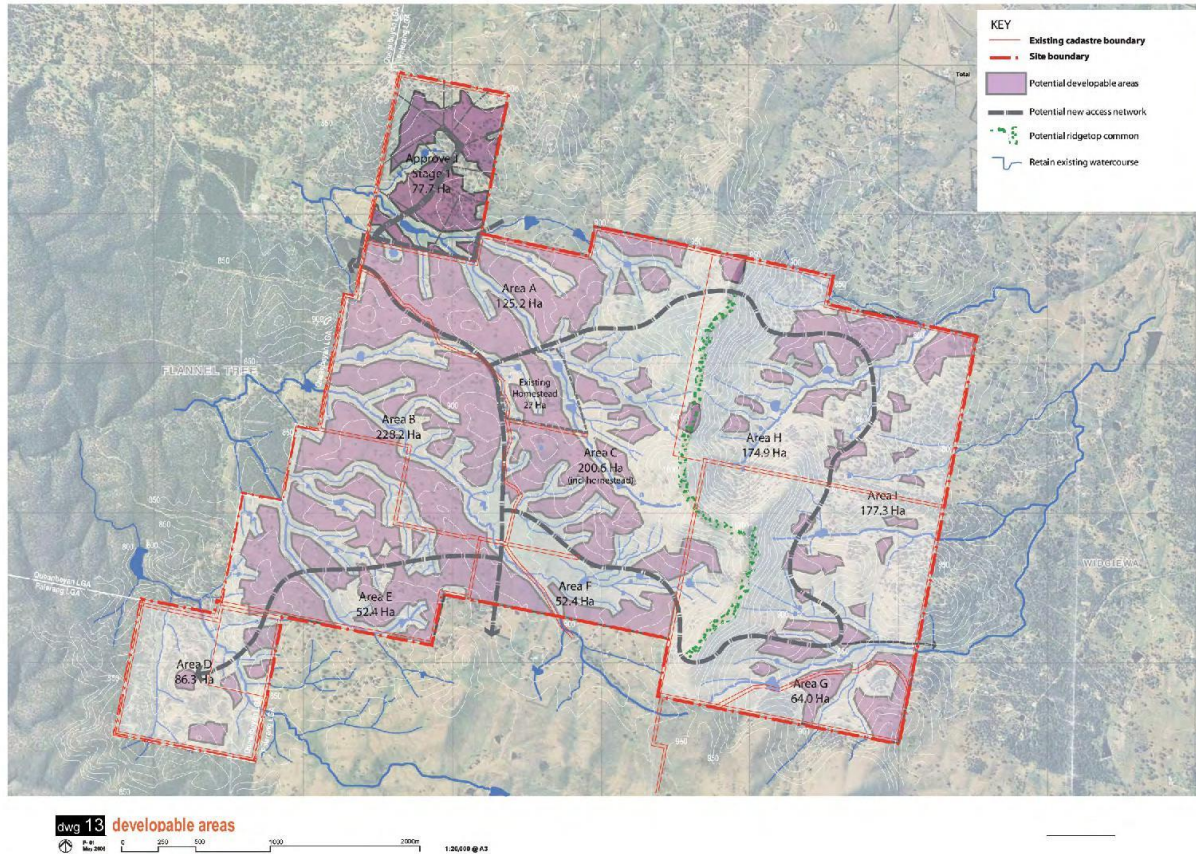 KEY
Existing cadastre boundary
Site boundary
Total
Potential developable areas
Potential new access network
Potential ridgetop common
Retain existing watercourse
Approved
Stage 1
77.7 Ha
Area A
125.2 Ha
FLANNEL TREE
Existing
Homestead
Area B
228.2 Ha
Area C
200.6 Ha
(incl homestead)
Area H
174.9 Ha
Area I
177.3 Ha
WIDGIEWA
Queanbeyan LGA
Palerang LGA
Area E
52.4 Ha
Area F
52.4 Ha
Area D
86.3 Ha
Area G
64.0 Ha
dwg 13 developable areas
0 250 500 1000 2000m
1:20,000 @ A3